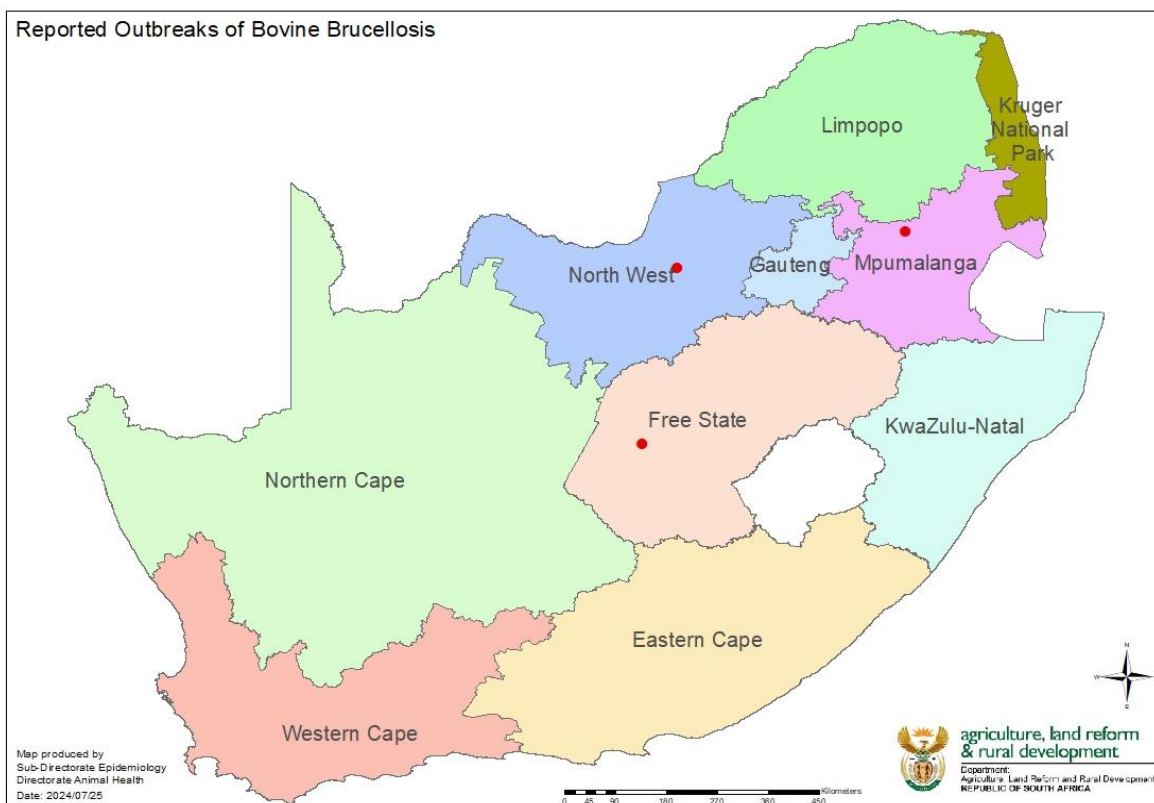 Reported Outbreaks of Bovine Brucellosis
Limpopo
Kruger
National
Park
North West
Gauteng
Mpumalanga
Free State
KwaZulu-Natal
Northern Cape
Eastern Cape
Western Cape
N
W
E
S
Map produced by
Sub-Directorate Epidemiology
Directorate Animal Health
Date: 2024/07/25
Kilometers
0 45 90 180 270 360 450
agriculture, land reform
& rural development
Department:
Agriculture, Land Reform and Rural Development
REPUBLIC OF SOUTH AFRICA